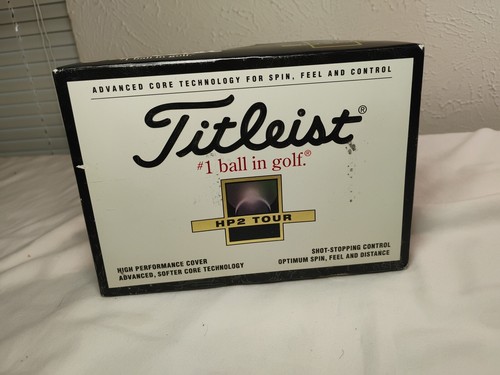 ADVANCED CORE TECHNOLOGY FOR SPIN, FEEL AND CONTROL
Titleist®
#1 ball in golf.®
HP2 TOUR
HIGH PERFORMANCE COVER
ADVANCED, SOFTER CORE TECHNOLOGY
SHOT-STOPPING CONTROL
OPTIMUM SPIN, FEEL AND DISTANCE